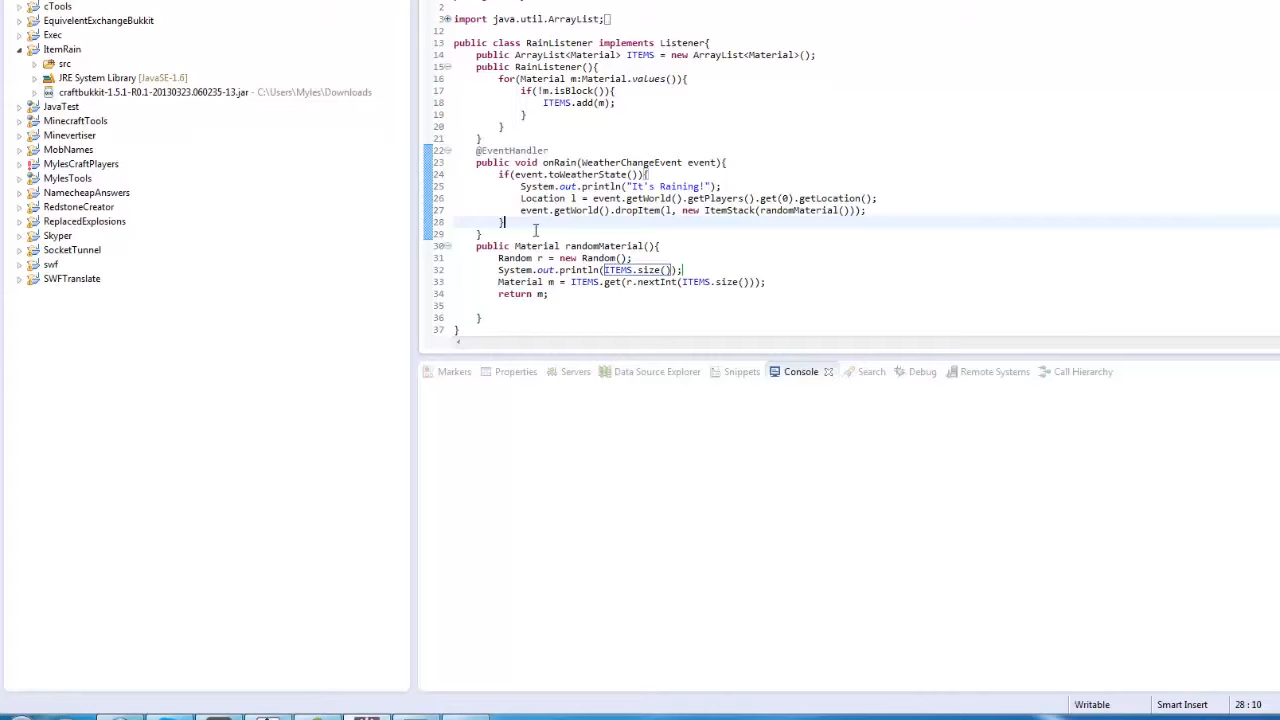 cTools
EquivelentExchangeBukkit
Exec
ItemRain
src
JRE System Library [JavaSE-1.6]
craftbukkit-1.5.1-R0.1-20130323.060235-13.jar - C:\Users\Myles\Downloads
JavaTest
MinecraftTools
Minevertiser
MobNames
MylesCraftPlayers
MylesTools
NamecheapAnswers
RedstoneCreator
ReplacedExplosions
Skyper
SocketTunnel
swf
SWFTranslate
2
3 import java.util.ArrayList;
12
13 public class RainListener implements Listener{
14 public ArrayList<Material> ITEMS = new ArrayList<Material>();
15 public RainListener(){
16 for(Material m:Material.values()){
17 if(!m.isBlock()){
18 ITEMS.add(m);
19 }
20 }
21 }
22 @EventHandler
23 public void onRain(WeatherChangeEvent event){
24 if(event.toWeatherState()){
25 System.out.println("It's Raining!");
26 Location l = event.getWorld().getPlayers().get(0).getLocation();
27 event.getWorld().dropItem(l, new ItemStack(randomMaterial()));
28 }
29 }
30 public Material randomMaterial(){
31 Random r = new Random();
32 System.out.println(ITEMS.size());
33 Material m = ITEMS.get(r.nextInt(ITEMS.size()));
34 return m;
35
36 }
37 }
Markers Properties Servers Data Source Explorer Snippets Console Search Debug Remote Systems Call Hierarchy
Writable Smart Insert 28 : 10